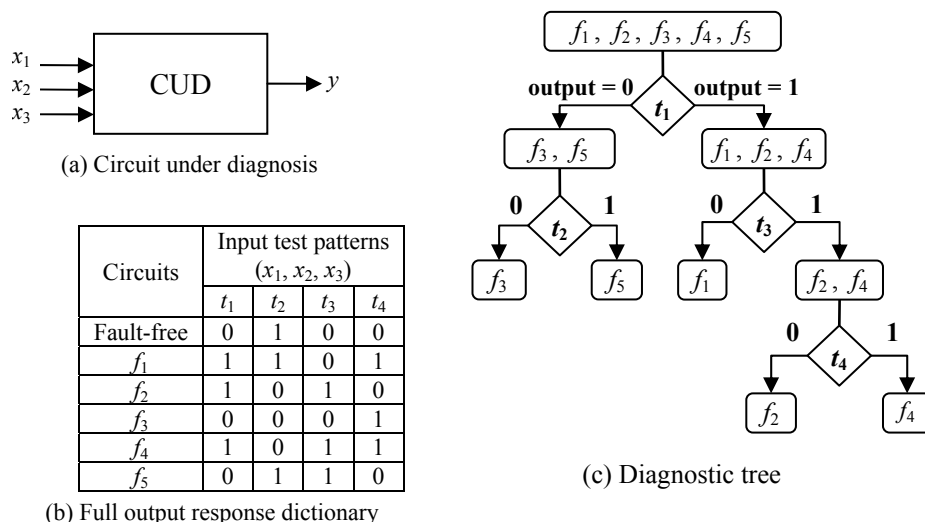 x1
x2
x3
CUD
y
(a) Circuit under diagnosis
Circuits
Input test patterns
(x1, x2, x3)
t1 t2 t3 t4
Fault-free 0 1 0 0
f1 1 1 0 1
f2 1 0 1 0
f3 0 0 0 1
f4 1 0 1 1
f5 0 1 1 0
(b) Full output response dictionary
f1 , f2 , f3 , f4 , f5
output = 0 output = 1
t1
f3 , f5 f1 , f2 , f4
0 1 0 1
t2 t3
f3 f5 f1 f2 , f4
0 1
t4
f2 f4
(c) Diagnostic tree